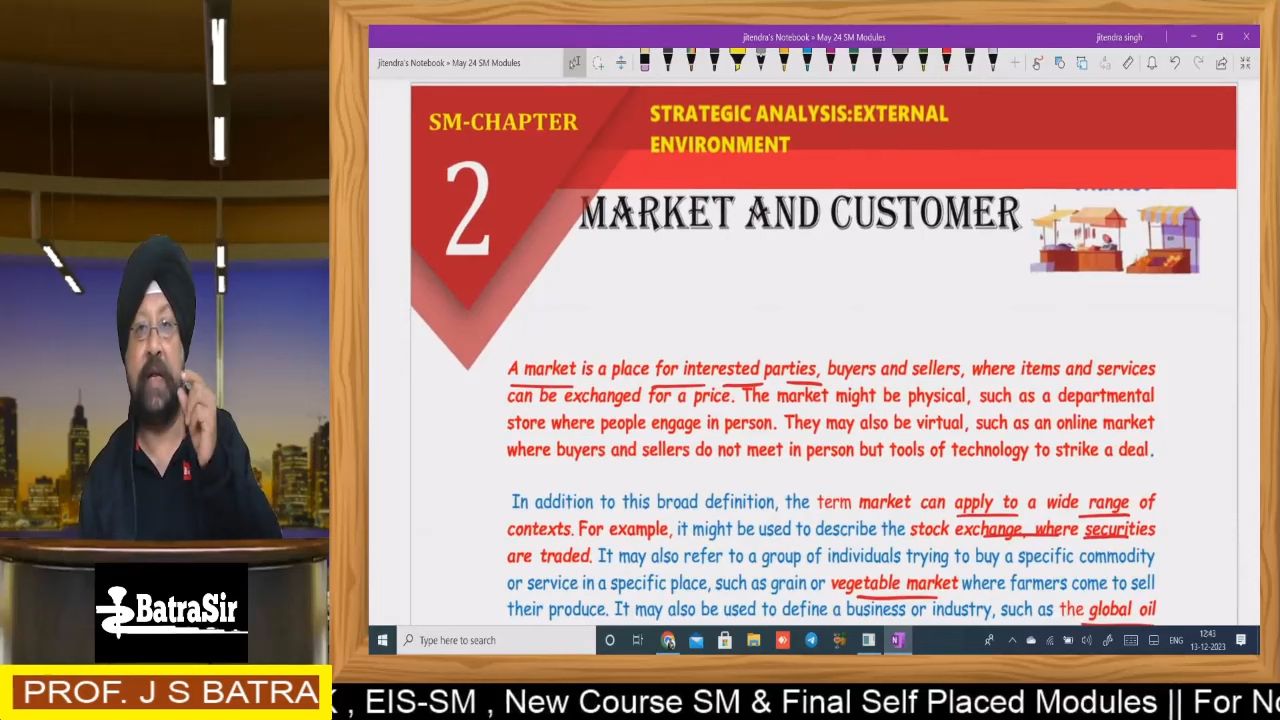 jitendra's Notebook » May 24 SM Modules
jitendra singh
jitendra's Notebook » May 24 SM Modules
SM-CHAPTER
2
STRATEGIC ANALYSIS:EXTERNAL
ENVIRONMENT
MARKET AND CUSTOMER
A market is a place for interested parties, buyers and sellers, where items and services
can be exchanged for a price. The market might be physical, such as a departmental
store where people engage in person. They may also be virtual, such as an online market
where buyers and sellers do not meet in person but tools of technology to strike a deal.
In addition to this broad definition, the term market can apply to a wide range of
contexts. For example, it might be used to describe the stock exchange where securities
are traded. It may also refer to a group of individuals trying to buy a specific commodity
or service in a specific place, such as grain or vegetable market where farmers come to sell
their produce. It may also be used to define a business or industry, such as the global oil
Type here to search
ENG
12:43
13-12-2023
BatraSir
PROF. J S BATRA
, EIS-SM , New Course SM & Final Self Placed Modules || For